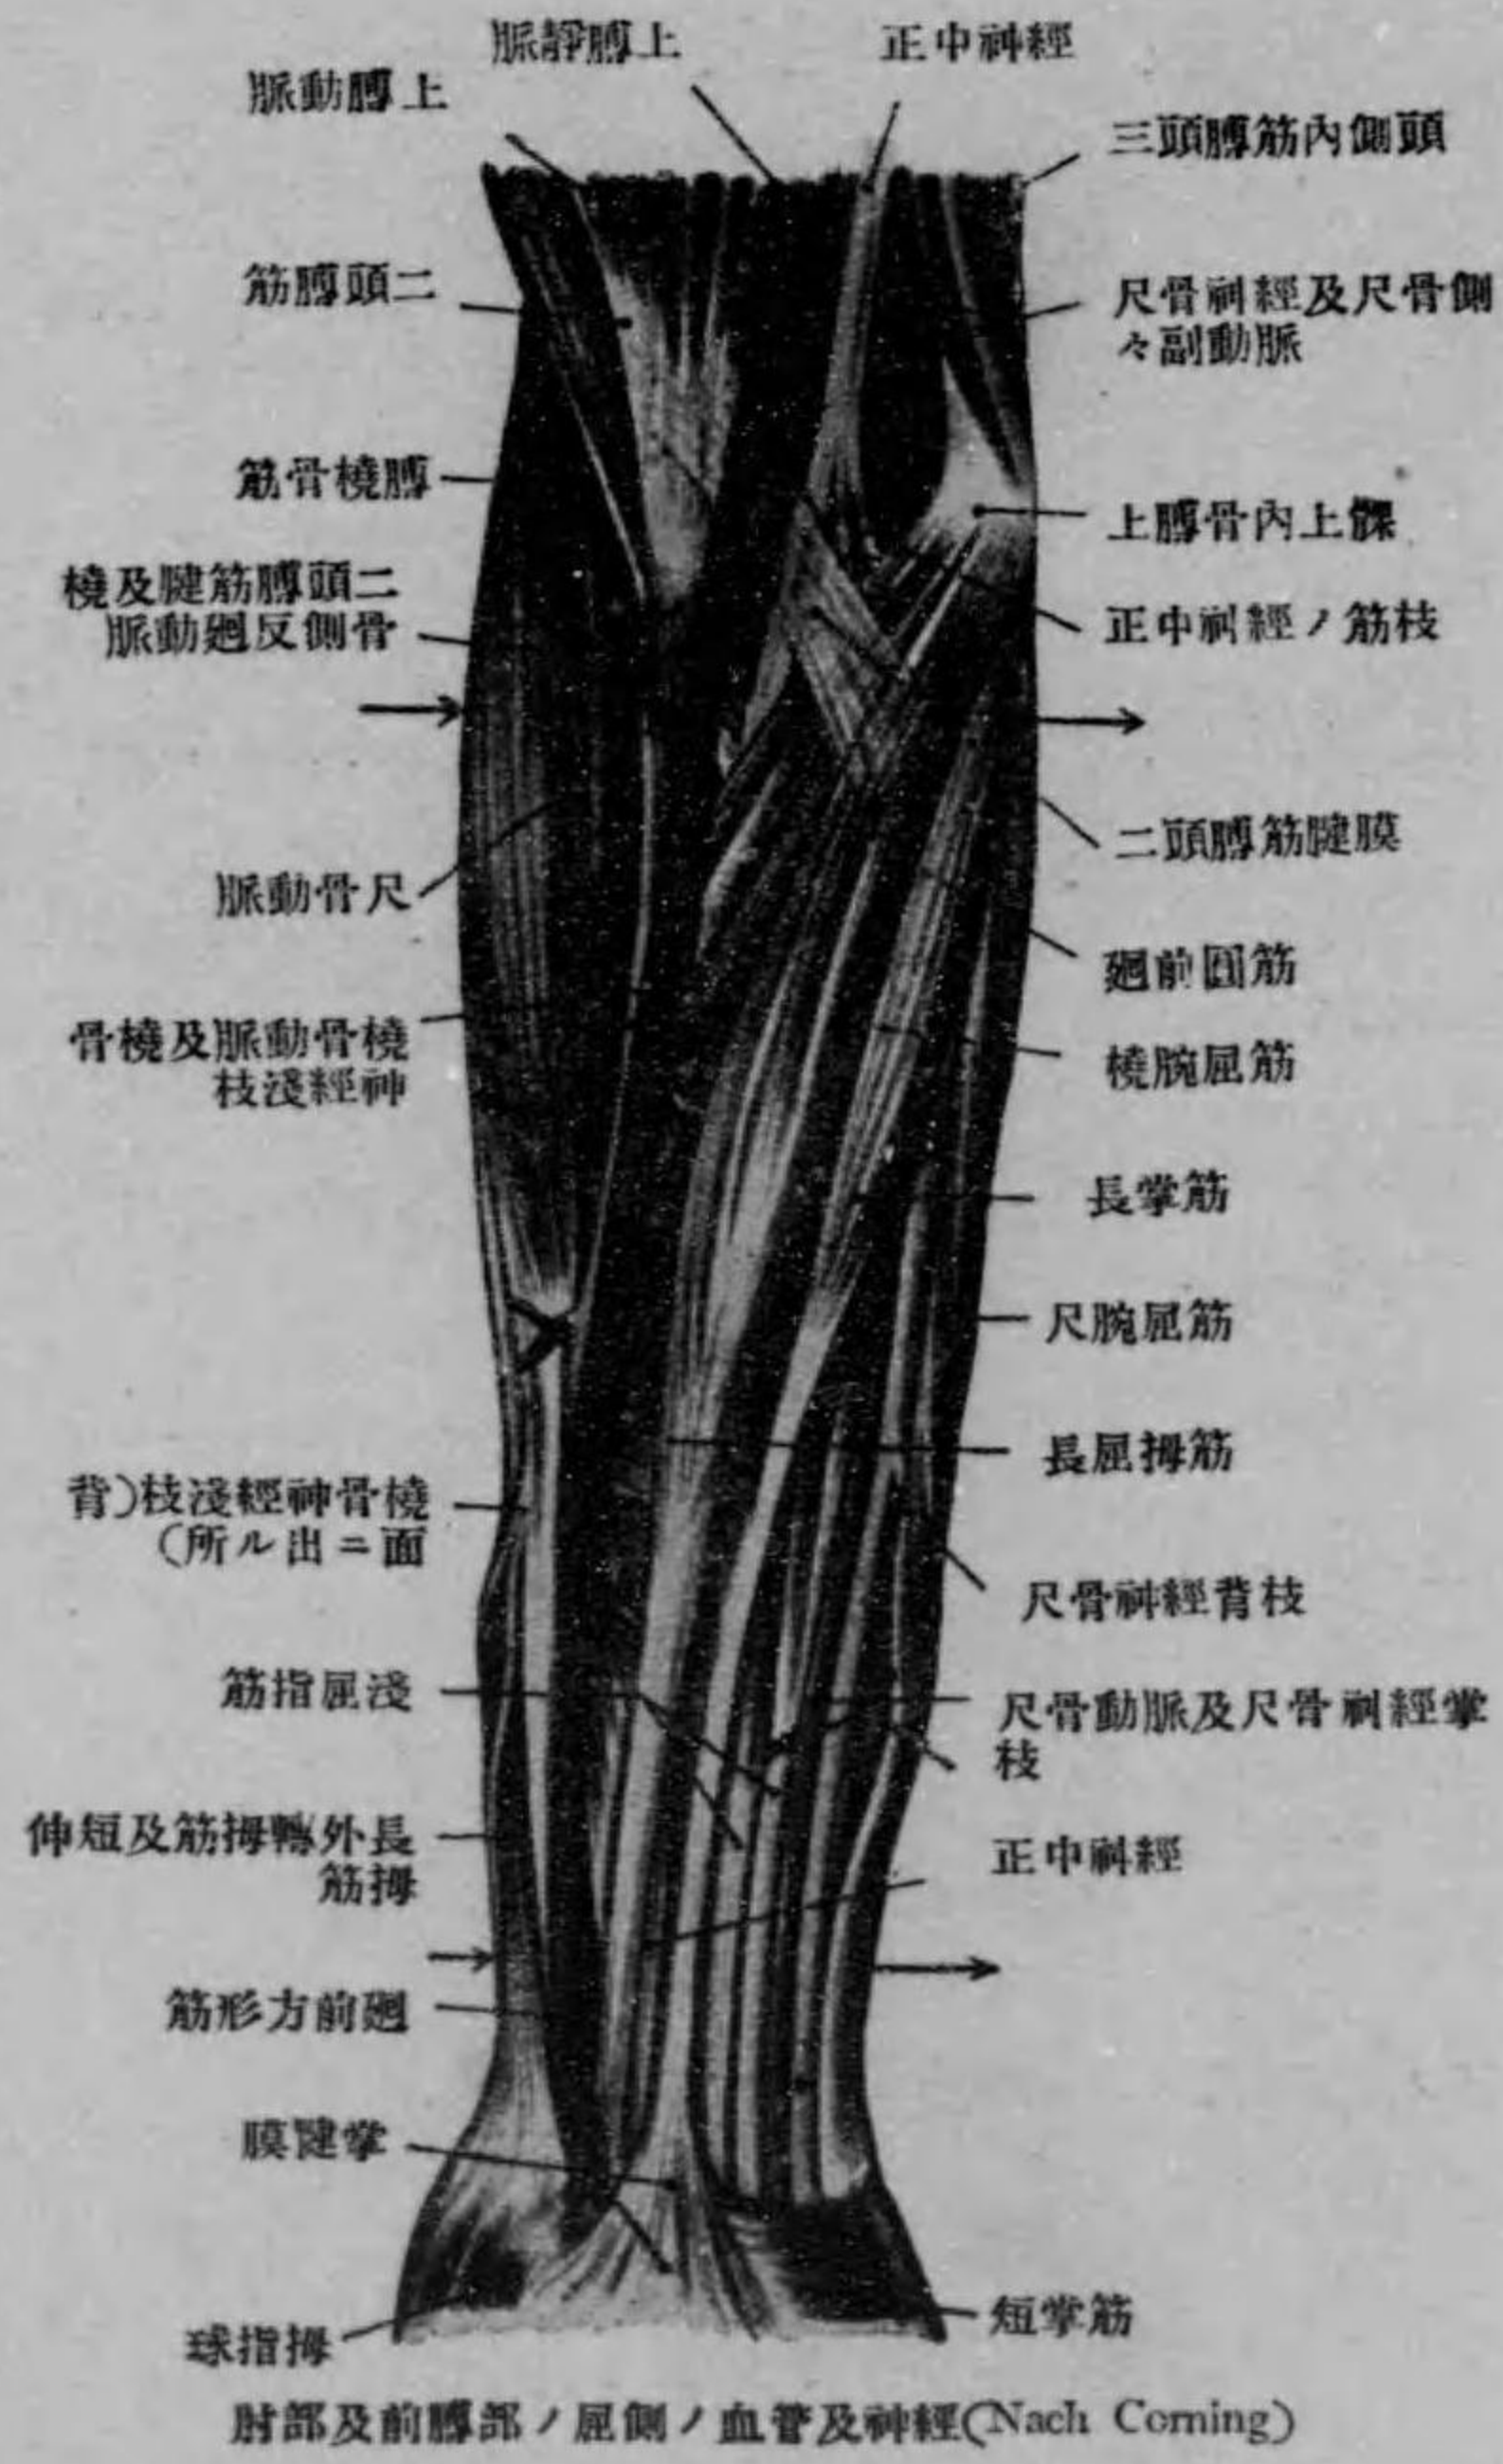 上膊靜脈
正中神經
上膊動脈
三頭膊筋內側頭
二頭膊筋
尺骨神經及尺骨側
々副動脈
膊橈骨筋
上膊骨內上髁
二頭膊筋腱及橈
骨側反廻動脈
正中神經ノ筋枝
二頭膊筋腱膜
尺骨動脈
廻前圓筋
橈骨動脈及橈骨
神經淺枝
橈腕屈筋
長掌筋
尺腕屈筋
長屈拇筋
橈骨神經淺枝(背
面ニ出ル所)
尺骨神經背枝
淺屈指筋
尺骨動脈及尺骨神經掌
枝
長外轉拇筋及短伸
拇筋
正中神經
廻前方形筋
掌腱膜
短掌筋
拇指球
肘部及前膊部ノ屈側ノ血管及神經(Nach Corning)